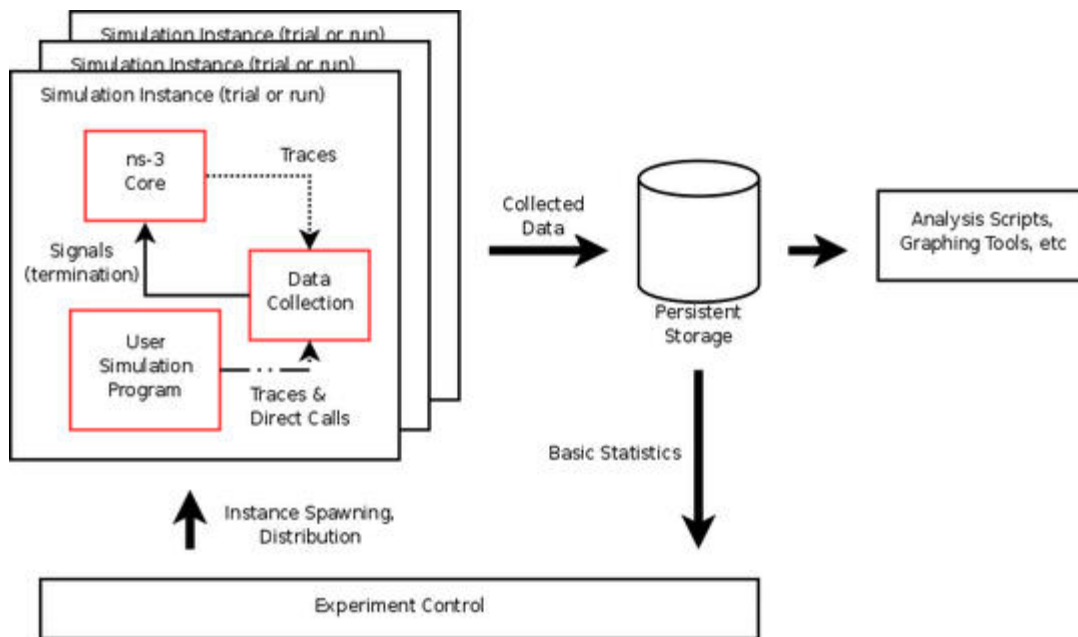 Simulation Instance (trial or run)
Simulation Instance (trial or run)
Simulation Instance (trial or run)
ns-3
Core
Traces
Signals
(termination)
Data
Collection
User
Simulation
Program
Traces &
Direct Calls
Collected
Data
Persistent
Storage
Analysis Scripts,
Graphing Tools, etc
Basic Statistics
Instance Spawning,
Distribution
Experiment Control